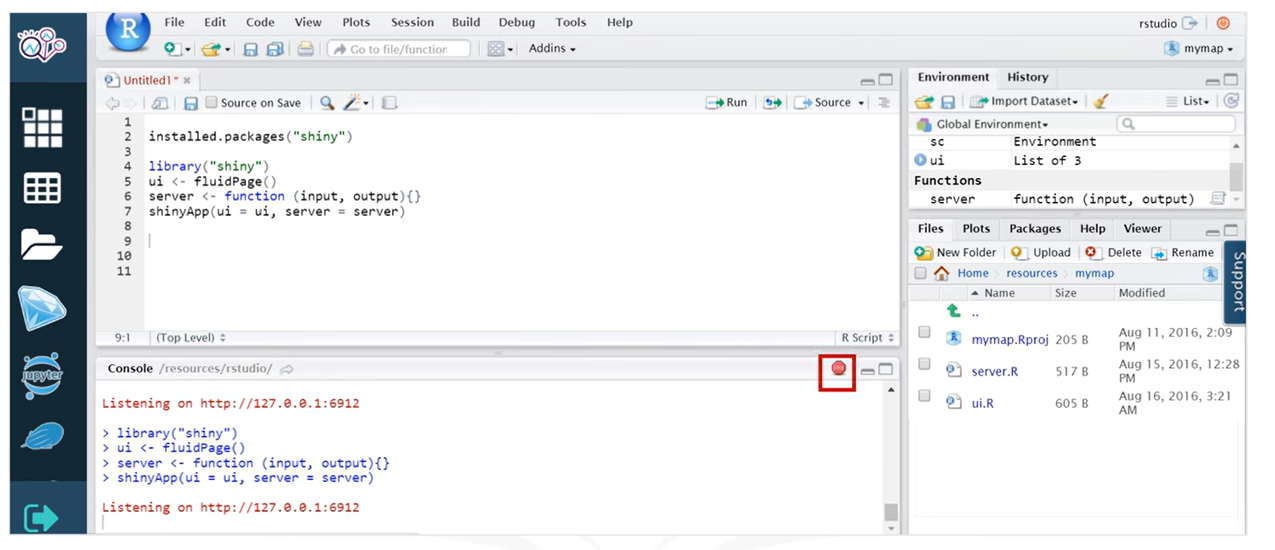 File Edit Code View Plots Session Build Debug Tools Help
rstudio
R
Go to file/function
Addins
mymap
Untitled1*
Source on Save
Run
Source
1
2 installed.packages("shiny")
3
4 library("shiny")
5 ui <- fluidPage()
6 server <- function (input, output){}
7 shinyApp(ui = ui, server = server)
8
9
10
11
9:1 (Top Level) R Script
Console /resources/rstudio/
Listening on http://127.0.0.1:6912
> library("shiny")
> ui <- fluidPage()
> server <- function (input, output){}
> shinyApp(ui = ui, server = server)
Listening on http://127.0.0.1:6912
Environment History
Import Dataset List
Global Environment
sc Environment
ui List of 3
Functions
server function (input, output)
Files Plots Packages Help Viewer
New Folder Upload Delete Rename
Home resources mymap
Name Size Modified
..
mymap.Rproj 205 B Aug 11, 2016, 2:09
PM
server.R 517 B Aug 15, 2016, 12:28
PM
ui.R 605 B Aug 16, 2016, 3:21
AM
Support
jupyter